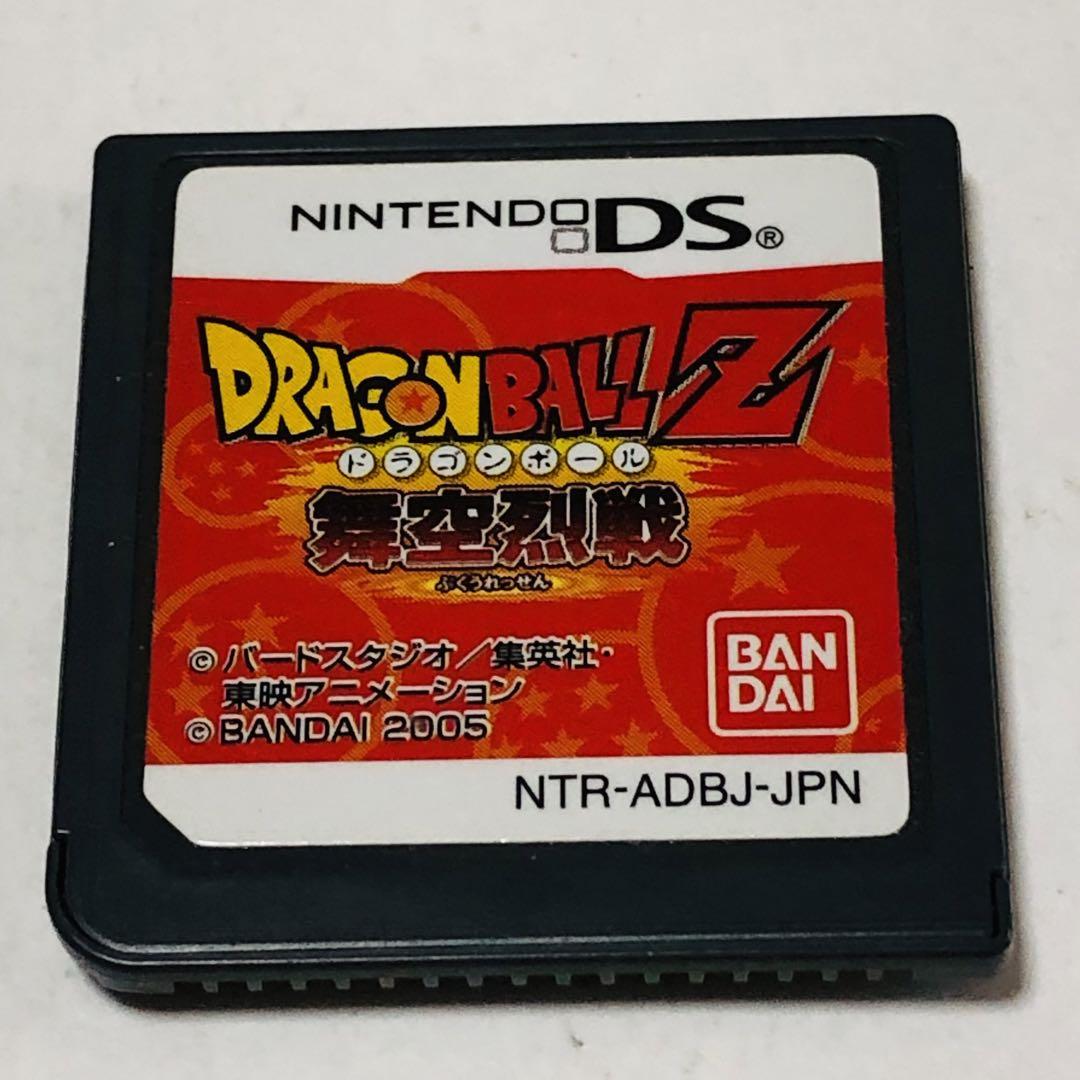 NINTENDO DS®
DRAGON BALL Z
ドラゴンボール
舞空烈戦
ぶくうれっせん
©バードスタジオ／集英社・
東映アニメーション
©BANDAI 2005
BAN
DAI
NTR-ADBJ-JPN